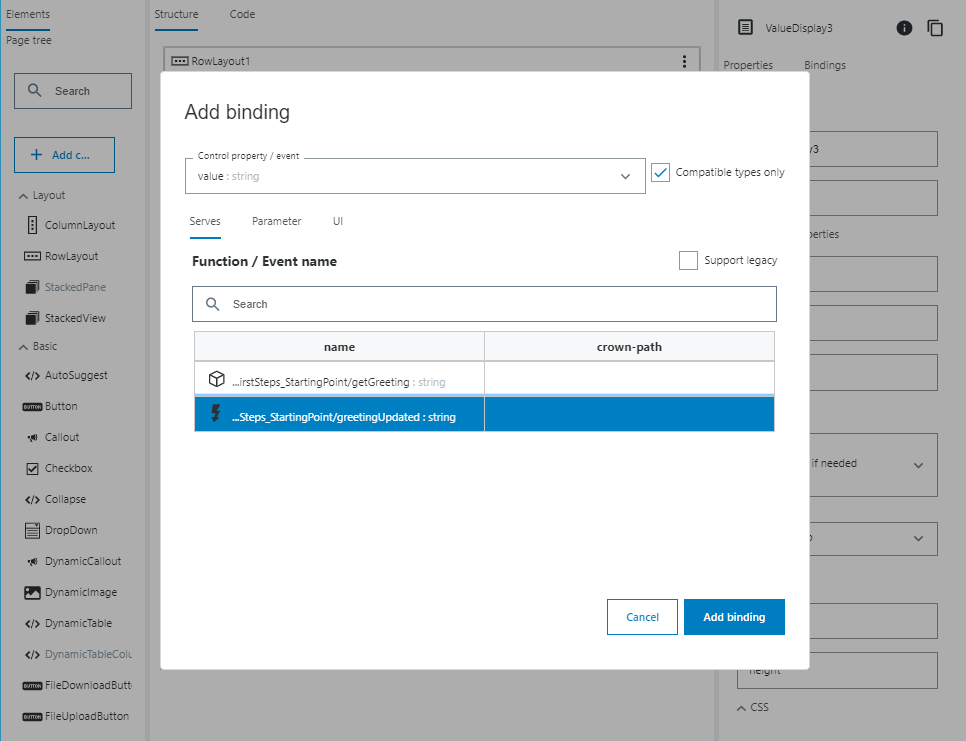 Elements
Page tree
Search
Add c...
Layout
ColumnLayout
RowLayout
StackedPane
StackedView
Basic
AutoSuggest
Button
Callout
Checkbox
Collapse
DropDown
DynamicCallout
DynamicImage
DynamicTable
DynamicTableColu
FileDownloadButt
FileUploadButton
Structure
Code
RowLayout1
Add binding
Control property / event
value : string
Compatible types only
Serves
Parameter
UI
Function / Event name
Support legacy
Search
name
crown-path
...irstSteps_StartingPoint/getGreeting : string
...Steps_StartingPoint/greetingUpdated : string
Cancel
Add binding
ValueDisplay3
Properties
Bindings
y3
perties
if needed
height
CSS